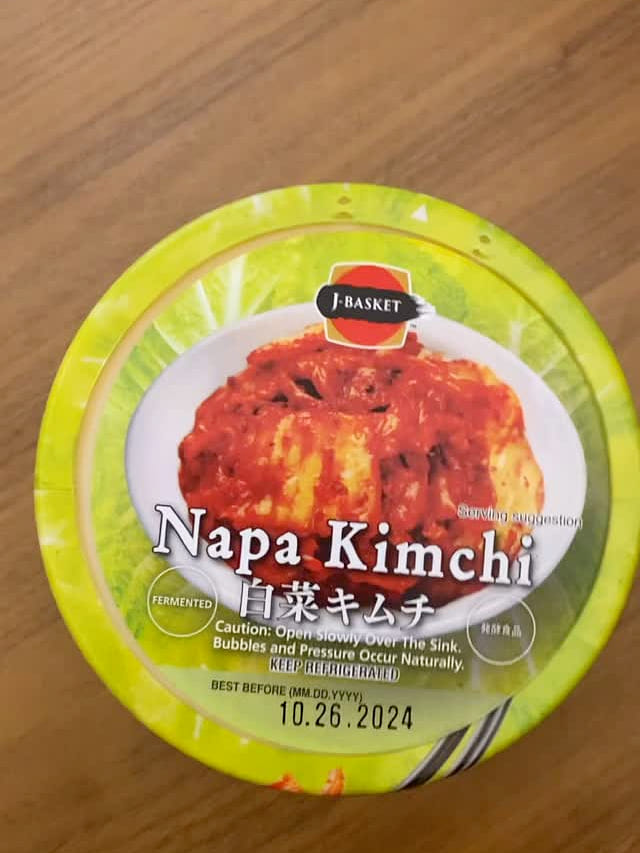 J-BASKET
TM
Serving suggestion
Napa Kimchi
白菜キムチ
FERMENTED
発酵食品
Caution: Open Slowly Over The Sink.
Bubbles and Pressure Occur Naturally.
KEEP REFRIGERATED
BEST BEFORE (MM.DD.YYYY)
10.26.2024